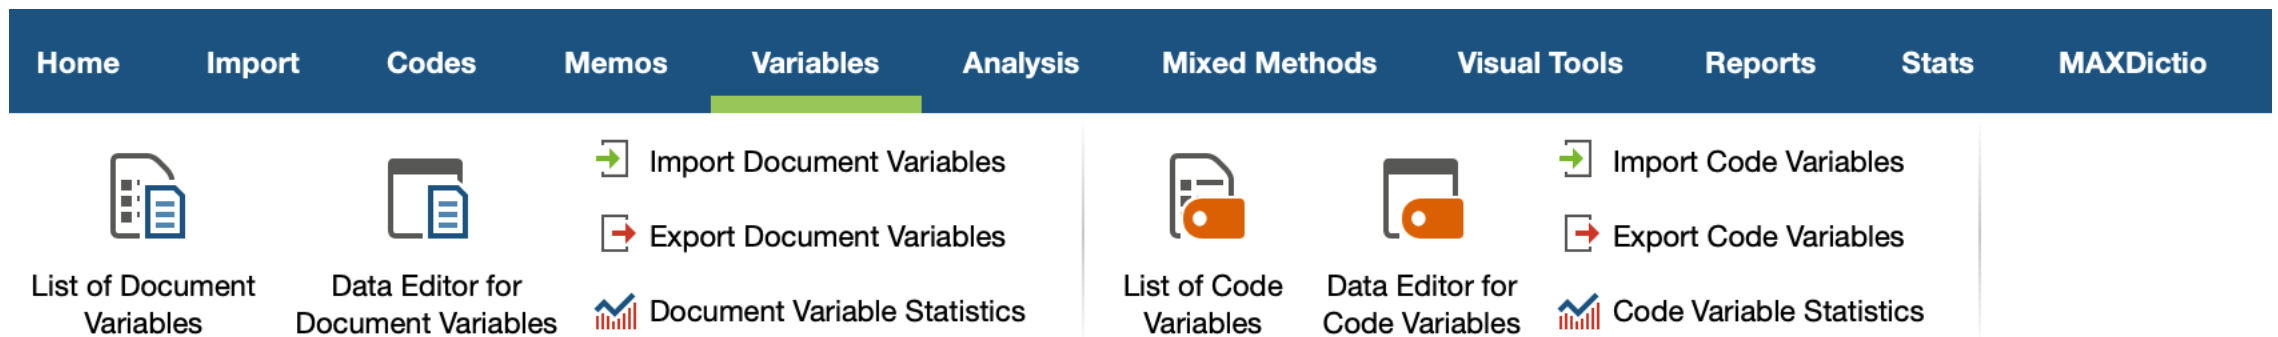 Home Import Codes Memos Variables Analysis Mixed Methods Visual Tools Reports Stats MAXDictio
List of Document
Variables
Data Editor for
Document Variables
Import Document Variables
Export Document Variables
Document Variable Statistics
List of Code
Variables
Data Editor for
Code Variables
Import Code Variables
Export Code Variables
Code Variable Statistics